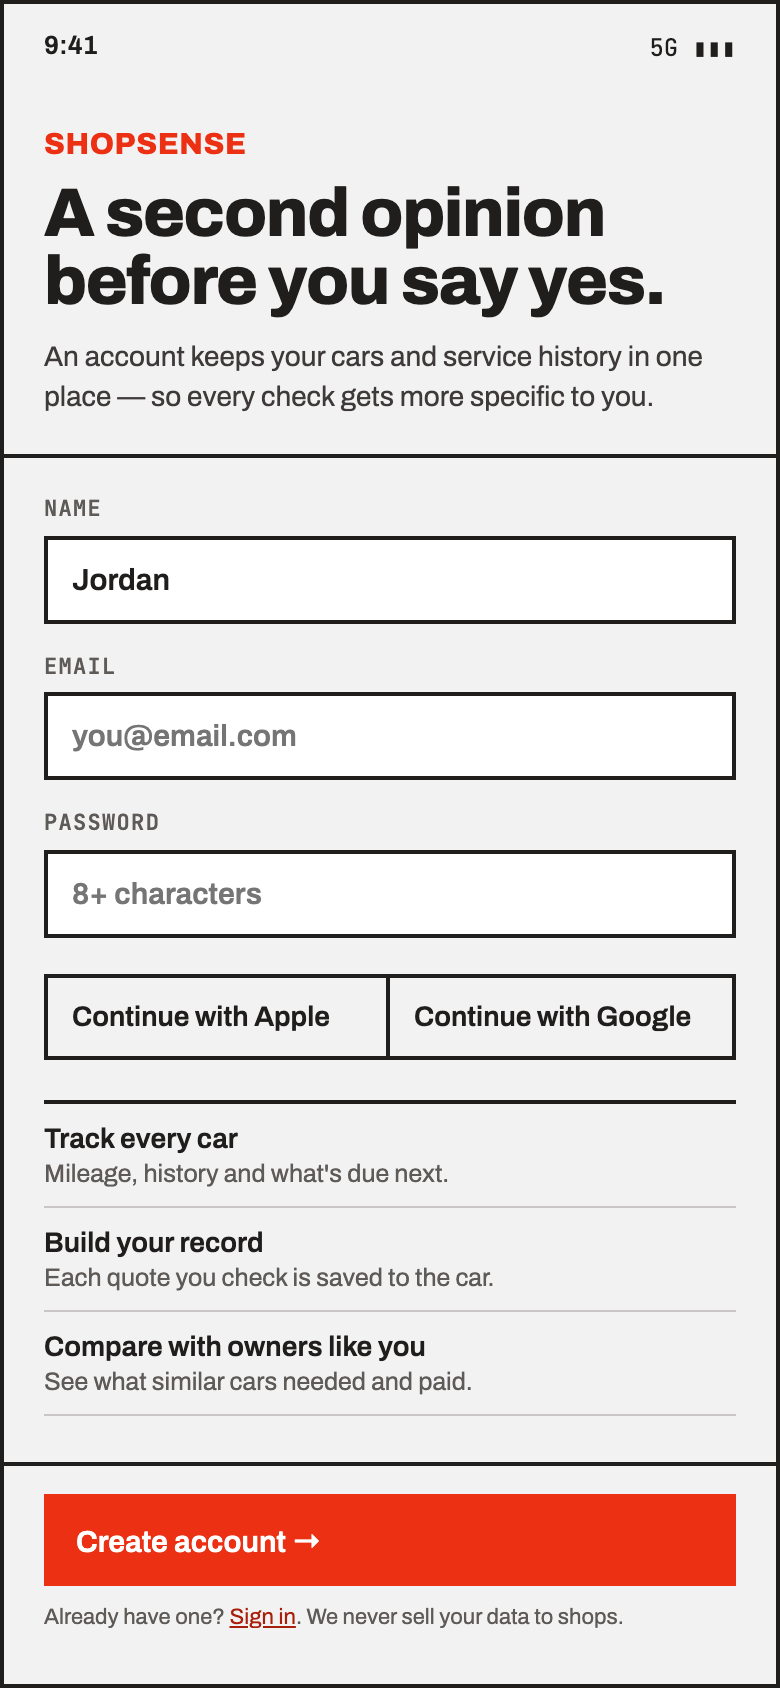 9:41
5G
SHOPSENSE
A second opinion
before you say yes.
An account keeps your cars and service history in one
place — so every check gets more specific to you.
NAME
Jordan
EMAIL
you@email.com
PASSWORD
8+ characters
Continue with Apple
Continue with Google
Track every car
Mileage, history and what's due next.
Build your record
Each quote you check is saved to the car.
Compare with owners like you
See what similar cars needed and paid.
Create account →
Already have one? Sign in. We never sell your data to shops.